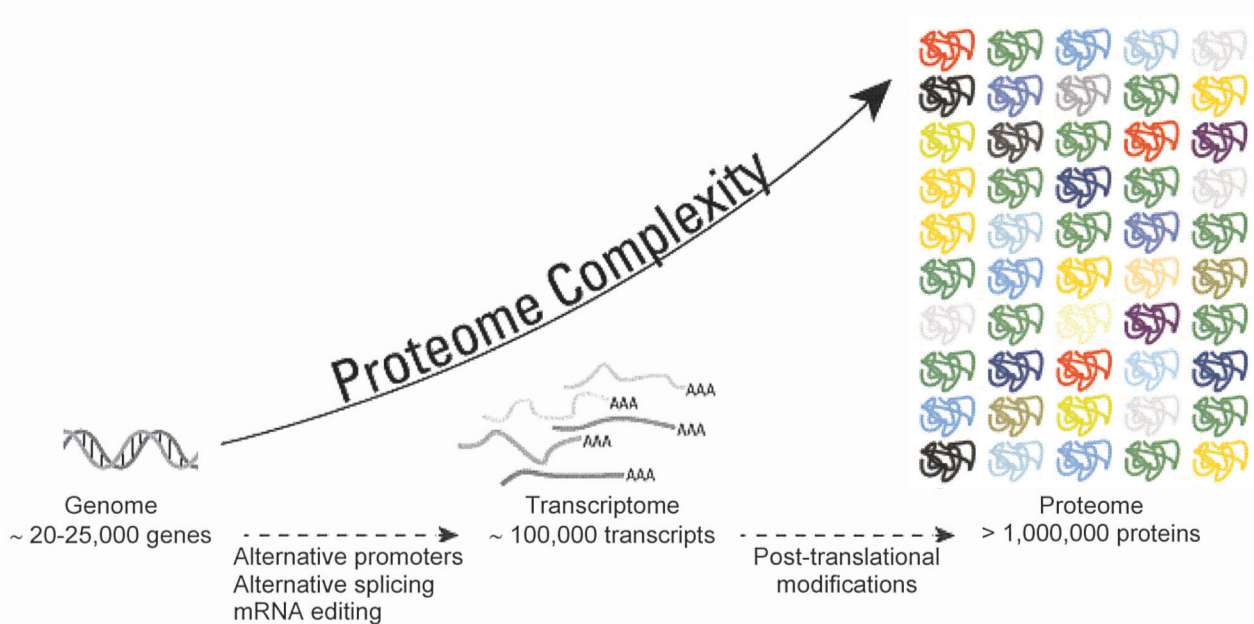 Proteome Complexity
AAA
AAA
AAA
AAA
AAA
Genome
~ 20-25,000 genes
Alternative promoters
Alternative splicing
mRNA editing
Transcriptome
~ 100,000 transcripts
Post-translational
modifications
Proteome
> 1,000,000 proteins